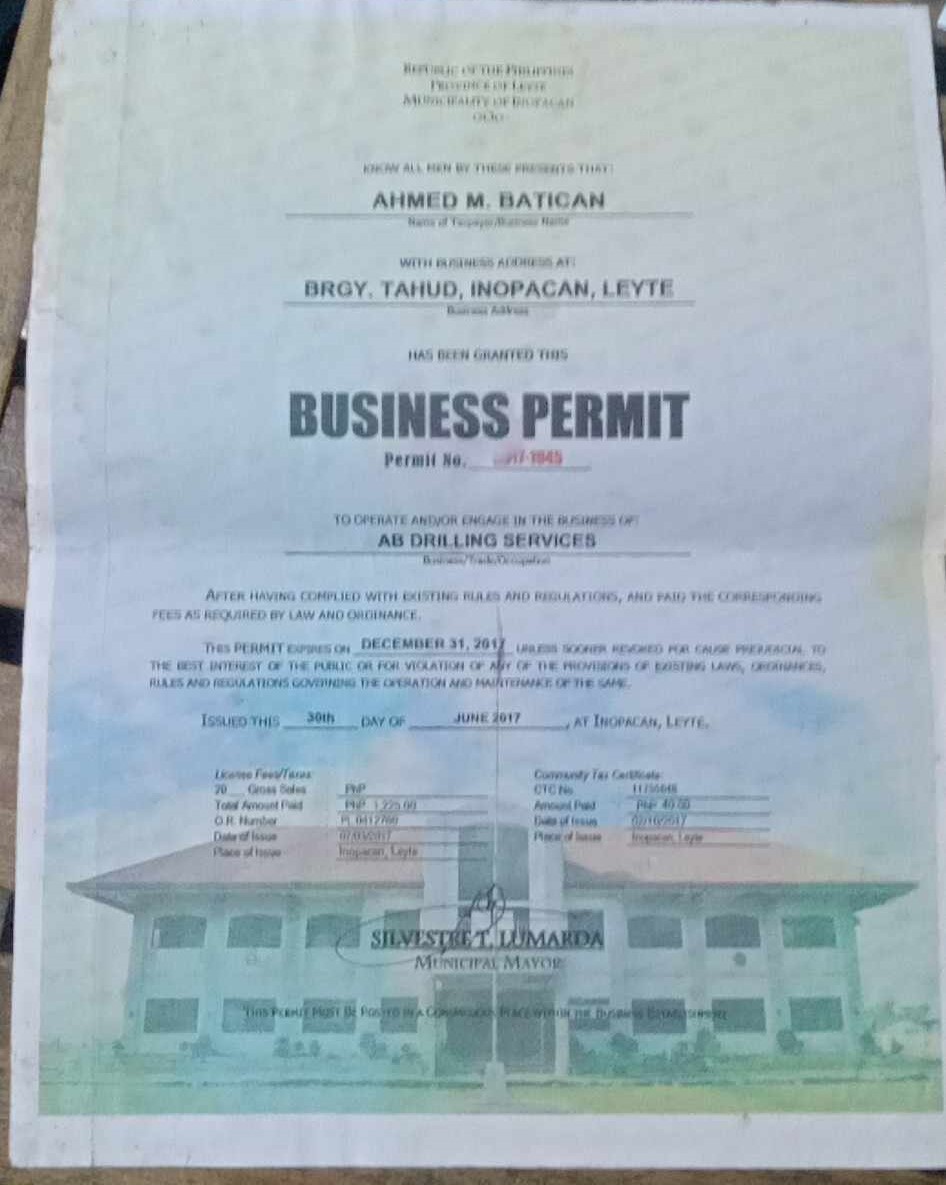 REPUBLIC OF THE PHILIPPINES
PROVINCE OF LEYTE
MUNICIPALITY OF INOPACAN
KNOW ALL MEN BY THESE PRESENTS THAT:
AHMED M. BATICAN
Name of Taxpayer/Business Name
WITH BUSINESS ADDRESS AT:
BRGY. TAHUD, INOPACAN, LEYTE
Business Address
HAS BEEN GRANTED THIS
BUSINESS PERMIT
Permit No.
TO OPERATE AND/OR ENGAGE IN THE BUSINESS OF:
AB DRILLING SERVICES
Business/Trade/Occupation
AFTER HAVING COMPLIED WITH EXISTING RULES AND REGULATIONS, AND PAID THE CORRESPONDING
FEES AS REQUIRED BY LAW AND ORDINANCE.
THIS PERMIT EXPIRES ON DECEMBER 31, 2017 UNLESS SOONER REVOKED FOR CAUSE PREJUDICIAL TO
THE BEST INTEREST OF THE PUBLIC OR FOR VIOLATION OF ANY OF THE PROVISIONS OF EXISTING LAWS, ORDINANCES,
RULES AND REGULATIONS GOVERNING THE OPERATION AND MAINTENANCE OF THE SAME.
ISSUED THIS 30th DAY OF JUNE 2017, AT INOPACAN, LEYTE.
License Fees/Taxes
20__ Gross Sales PhP
Total Amount Paid PhP 1,225.00
O.R. Number
Date of Issue 07/03/2017
Place of Issue Inopacan, Leyte
Community Tax Certificate
CTC No.
Amount Paid PhP 40.00
Date of Issue 02/10/2017
Place of Issue Inopacan, Leyte
SILVESTRE T. LUMARDA
MUNICIPAL MAYOR
THIS PERMIT MUST BE POSTED IN A CONSPICUOUS PLACE WITHIN THE BUSINESS ESTABLISHMENT